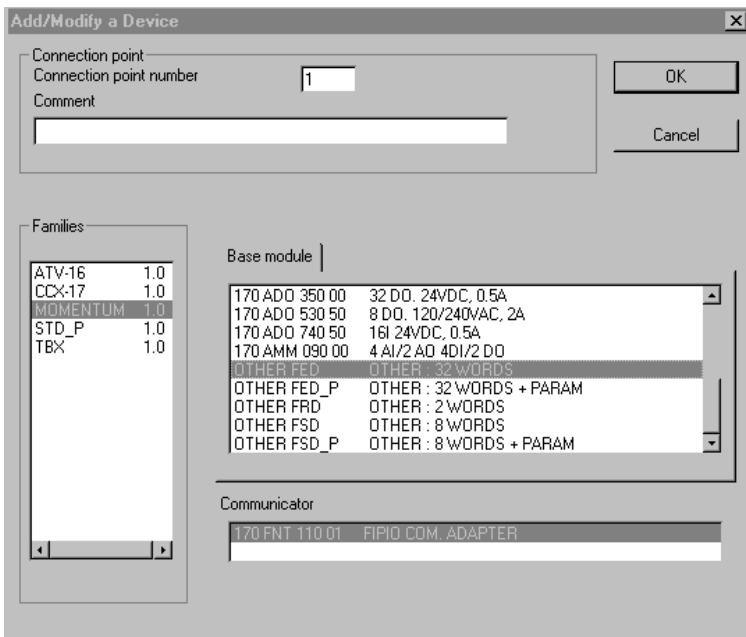 Add/Modify a Device
Connection point
Connection point number 1
OK
Comment
Cancel
Families
ATV-16 1.0
CCX-17 1.0
MOMENTUM 1.0
STD_P 1.0
TBX 1.0
Base module
170 ADO 350 00 32 DO. 24VDC, 0.5A
170 ADO 530 50 8 DO. 120/240VAC, 2A
170 ADO 740 50 16I 24VDC, 0.5A
170 AMM 090 00 4 AI/2 AO 4DI/2 DO
OTHER FED OTHER : 32 WORDS
OTHER FED_P OTHER : 32 WORDS + PARAM
OTHER FRD OTHER : 2 WORDS
OTHER FSD OTHER : 8 WORDS
OTHER FSD_P OTHER : 8 WORDS + PARAM
Communicator
170 FNT 110 01 FIPIO COM. ADAPTER